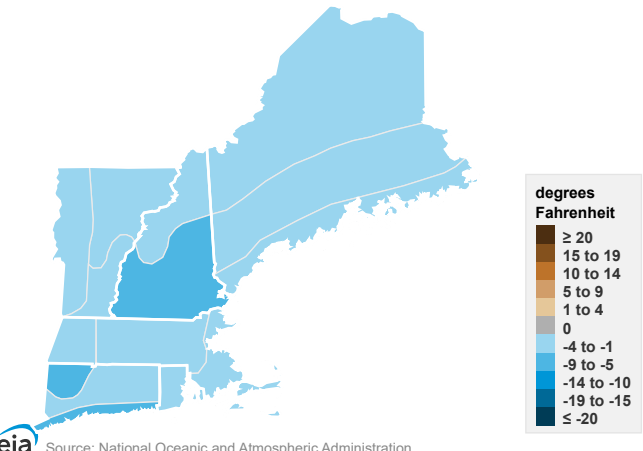 degrees
Fahrenheit
≥ 20
15 to 19
10 to 14
5 to 9
1 to 4
0
-4 to -1
-9 to -5
-14 to -10
-19 to -15
≤ -20
eia
Source: National Oceanic and Atmospheric Administration